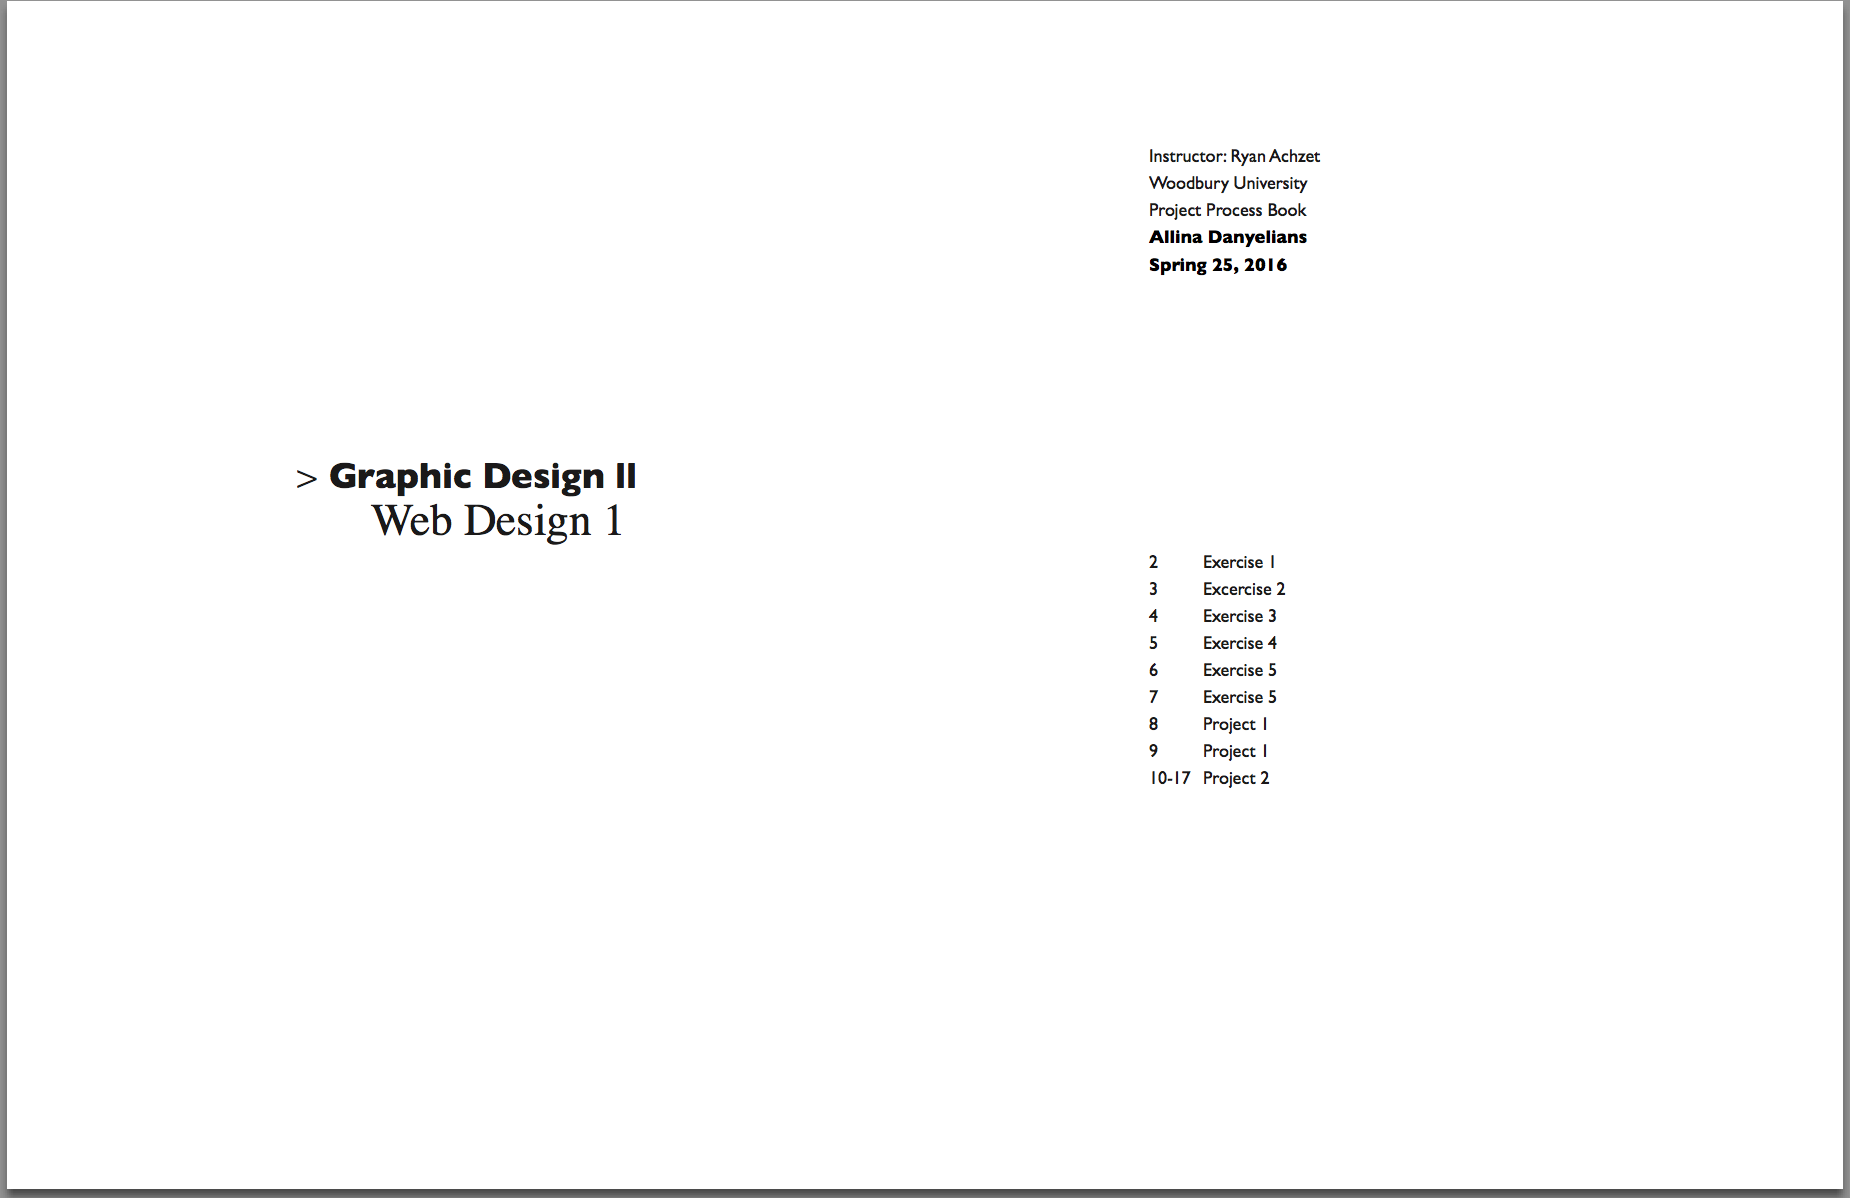 > Graphic Design II
Web Design 1
Instructor: Ryan Achzet
Woodbury University
Project Process Book
Allina Danyelians
Spring 25, 2016
2 Exercise 1
3 Excercise 2
4 Exercise 3
5 Exercise 4
6 Exercise 5
7 Exercise 5
8 Project 1
9 Project 1
10-17 Project 2